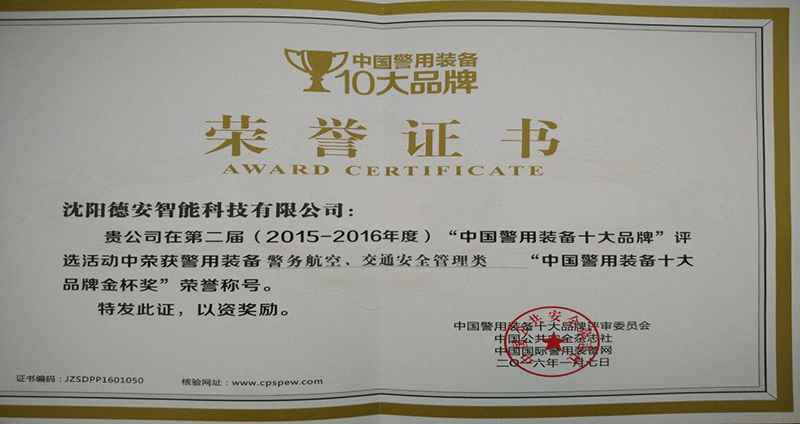 中国警用装备
10大品牌
荣誉证书
AWARD CERTIFICATE
沈阳德安智能科技有限公司：
贵公司在第二届（2015-2016年度）“中国警用装备十大品牌”评
选活动中荣获警用装备 警务航空、交通安全管理类 “中国警用装备十大
品牌金杯奖”荣誉称号。
特发此证，以资奖励。
中国警用装备十大品牌评审委员会
中国公共安全杂志社
中国国际警用装备网
二〇一六年一月七日
证书编码：JZSDPP1601050 核验网址：www.cpspew.com